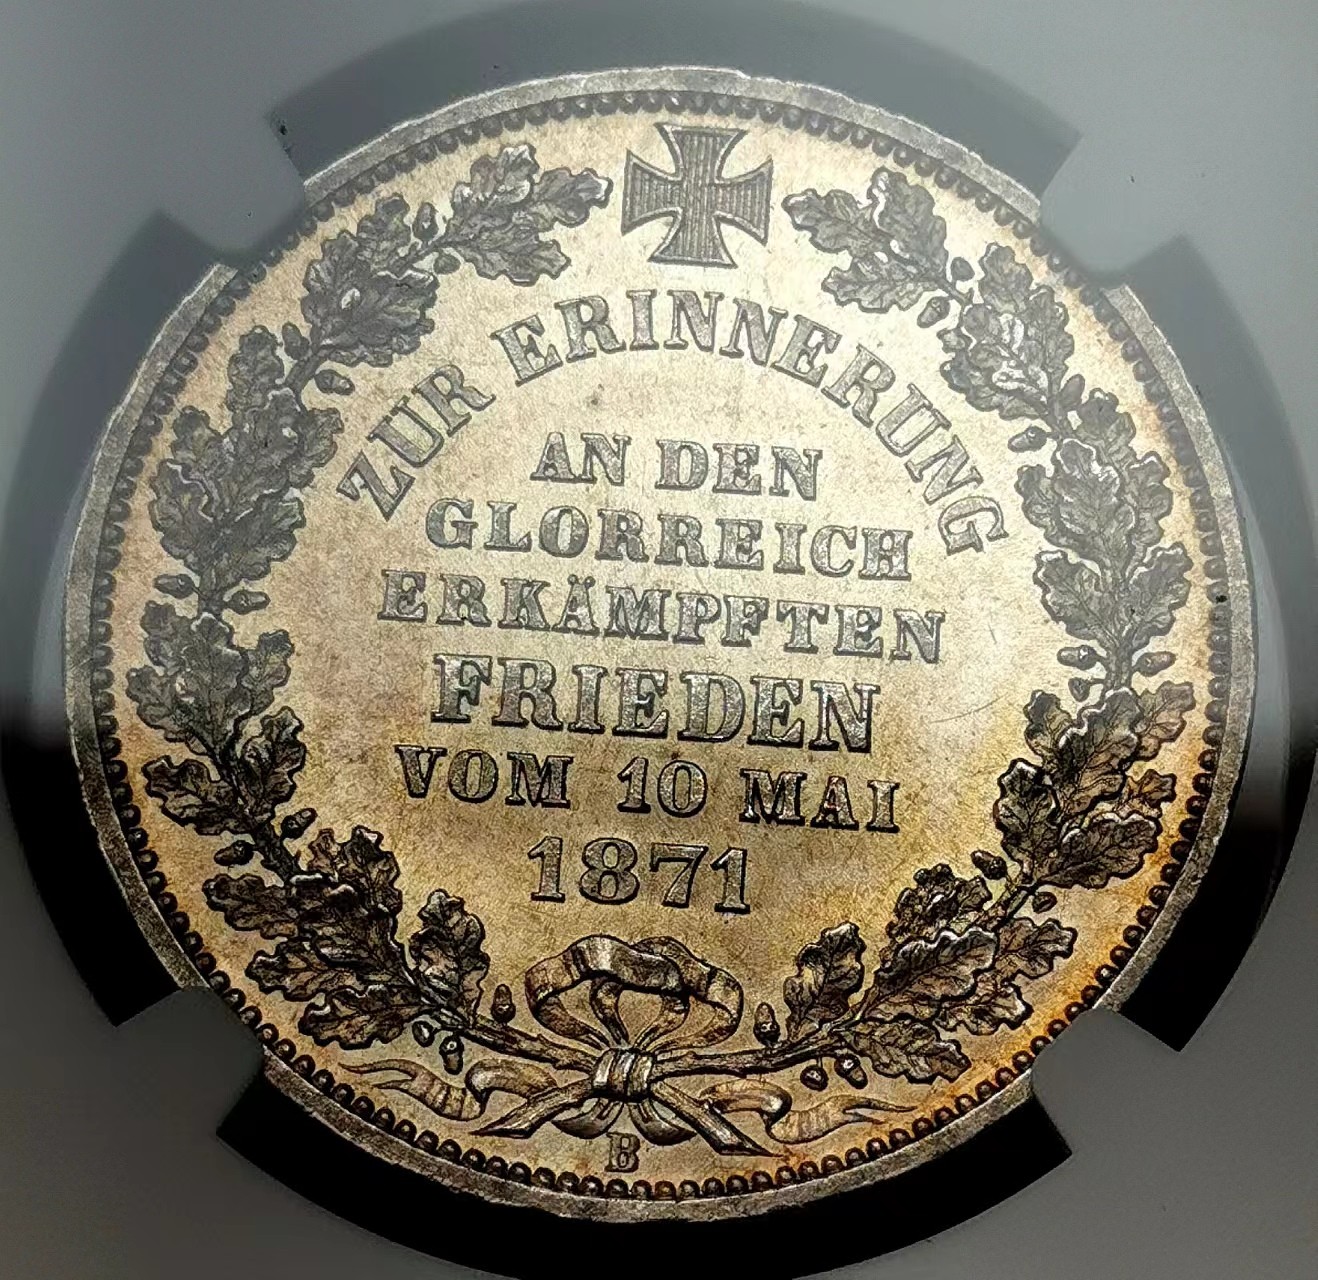 ZUR ERINNERUNG
AN DEN
GLORREICH
ERKÄMPFTEN
FRIEDEN
VOM 10 MAI
1871
B